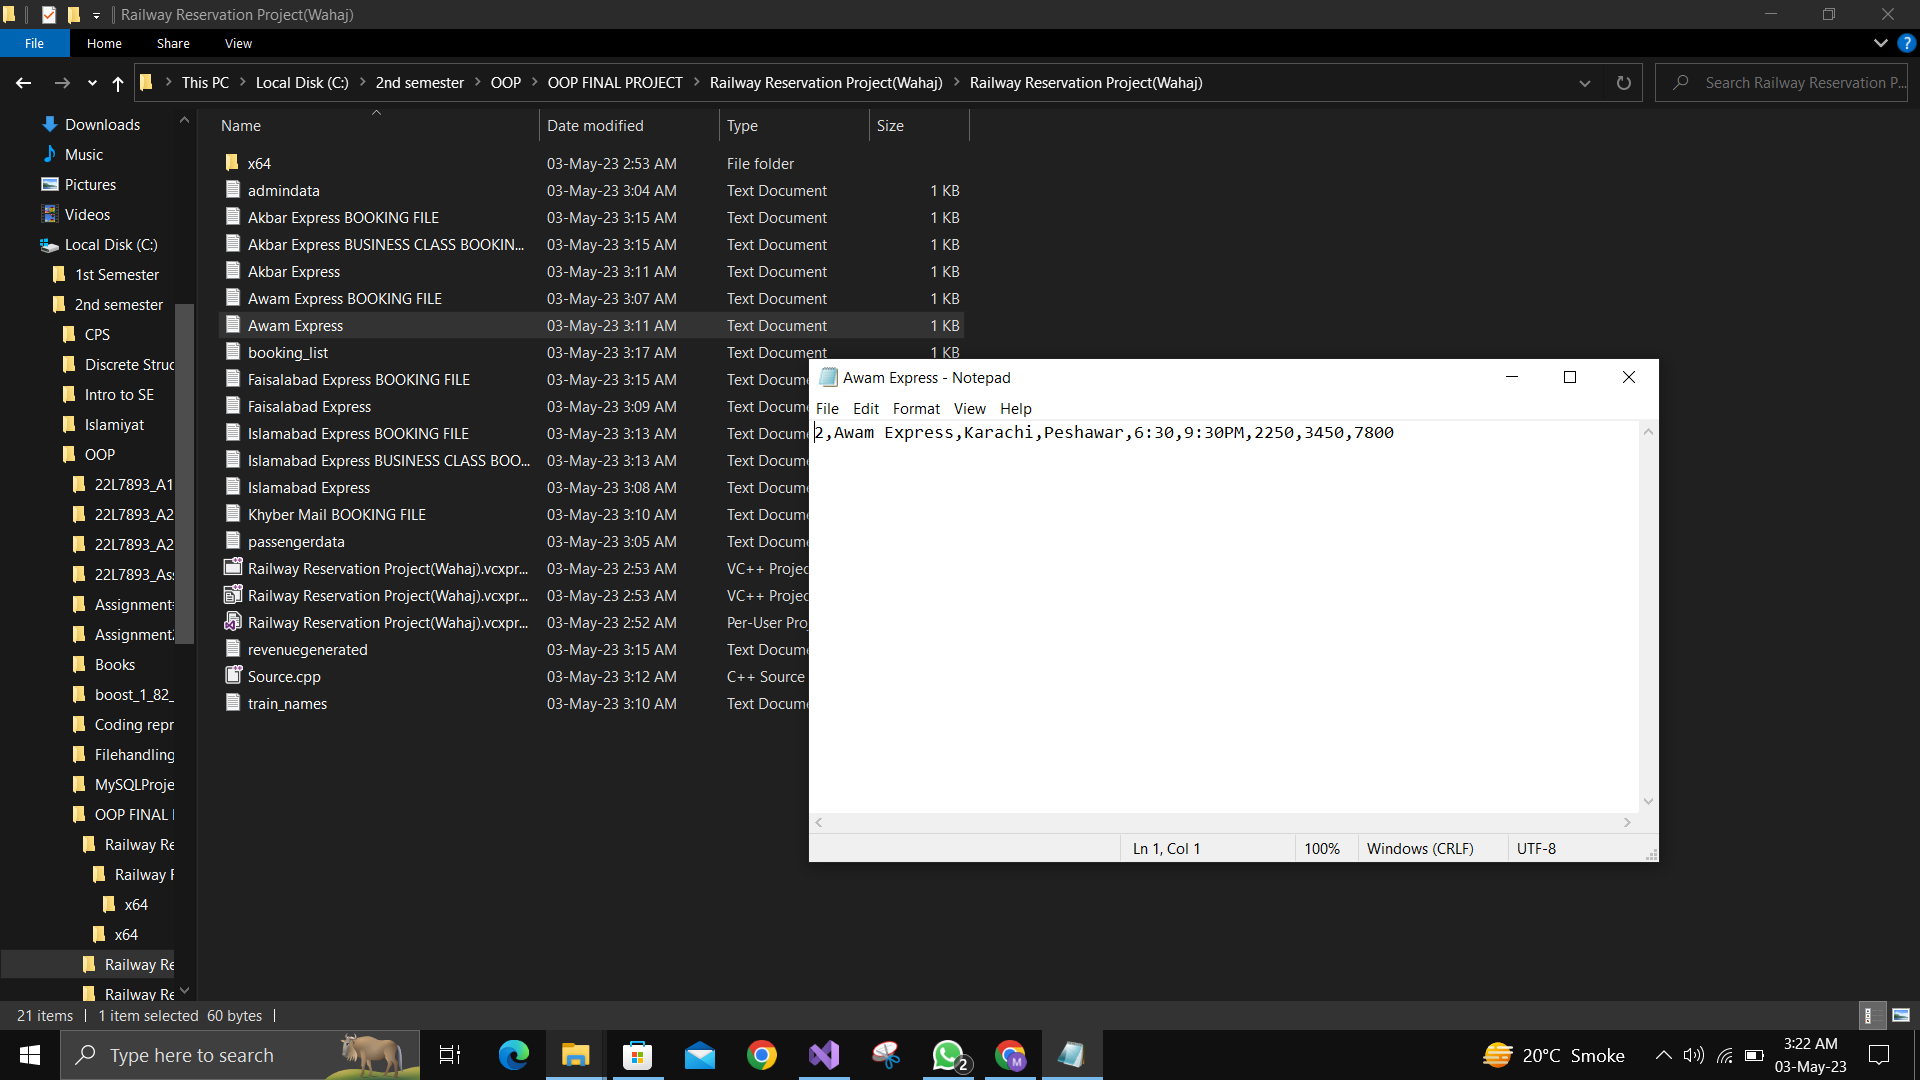 Railway Reservation Project(Wahaj)
File Home Share View
This PC Local Disk (C:) 2nd semester OOP OOP FINAL PROJECT Railway Reservation Project(Wahaj) Railway Reservation Project(Wahaj)
Search Railway Reservation P...
Downloads
Music
Pictures
Videos
Local Disk (C:)
1st Semester
2nd semester
CPS
Discrete Struc
Intro to SE
Islamiyat
OOP
22L7893_A1
22L7893_A2
22L7893_A2
22L7893_Ass
Assignment
Assignment
Books
boost_1_82_
Coding repr
Filehandling
MySQLProje
OOP FINAL
Railway Re
Railway
x64
x64
Railway Re
Railway Re
Name Date modified Type Size
x64 03-May-23 2:53 AM File folder
admindata 03-May-23 3:04 AM Text Document 1 KB
Akbar Express BOOKING FILE 03-May-23 3:15 AM Text Document 1 KB
Akbar Express BUSINESS CLASS BOOKIN... 03-May-23 3:15 AM Text Document 1 KB
Akbar Express 03-May-23 3:11 AM Text Document 1 KB
Awam Express BOOKING FILE 03-May-23 3:07 AM Text Document 1 KB
Awam Express 03-May-23 3:11 AM Text Document 1 KB
booking_list 03-May-23 3:17 AM Text Document 1 KB
Faisalabad Express BOOKING FILE 03-May-23 3:15 AM Text Docum
Faisalabad Express 03-May-23 3:09 AM Text Docum
Islamabad Express BOOKING FILE 03-May-23 3:13 AM Text Docum
Islamabad Express BUSINESS CLASS BOO... 03-May-23 3:13 AM Text Docum
Islamabad Express 03-May-23 3:08 AM Text Docum
Khyber Mail BOOKING FILE 03-May-23 3:10 AM Text Docum
passengerdata 03-May-23 3:05 AM Text Docum
Railway Reservation Project(Wahaj).vcxpr... 03-May-23 2:53 AM VC++ Projec
Railway Reservation Project(Wahaj).vcxpr... 03-May-23 2:53 AM VC++ Projec
Railway Reservation Project(Wahaj).vcxpr... 03-May-23 2:52 AM Per-User Pro
revenuegenerated 03-May-23 3:15 AM Text Docum
Source.cpp 03-May-23 3:12 AM C++ Source
train_names 03-May-23 3:10 AM Text Docum
Awam Express - Notepad
File Edit Format View Help
2,Awam Express,Karachi,Peshawar,6:30,9:30PM,2250,3450,7800
Ln 1, Col 1 100% Windows (CRLF) UTF-8
21 items 1 item selected 60 bytes
Type here to search
2
M
20°C Smoke
3:22 AM
03-May-23